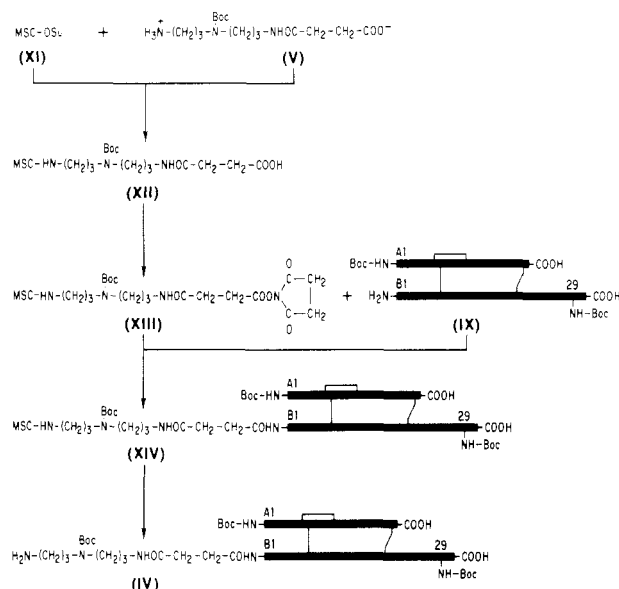 Boc
MSC-OSu + H₃N⁺-(CH₂)₃-N-(CH₂)₃-NHOC-CH₂-CH₂-COO⁻
(XI) (V)
Boc
MSC-HN-(CH₂)₃-N-(CH₂)₃-NHOC-CH₂-CH₂-COOH
(XII)
O
Boc C-CH₂
MSC-HN-(CH₂)₃-N-(CH₂)₃-NHOC-CH₂-CH₂-COON
C-CH₂
O
(XIII)
+
A1
Boc-HN COOH
B1 29
H₂N COOH
NH-Boc
(IX)
A1
Boc-HN COOH
Boc B1 29
MSC-HN-(CH₂)₃-N-(CH₂)₃-NHOC-CH₂-CH₂-COHN COOH
NH-Boc
(XIV)
A1
Boc-HN COOH
Boc B1 29
H₂N-(CH₂)₃-N-(CH₂)₃-NHOC-CH₂-CH₂-COHN COOH
NH-Boc
(IV)